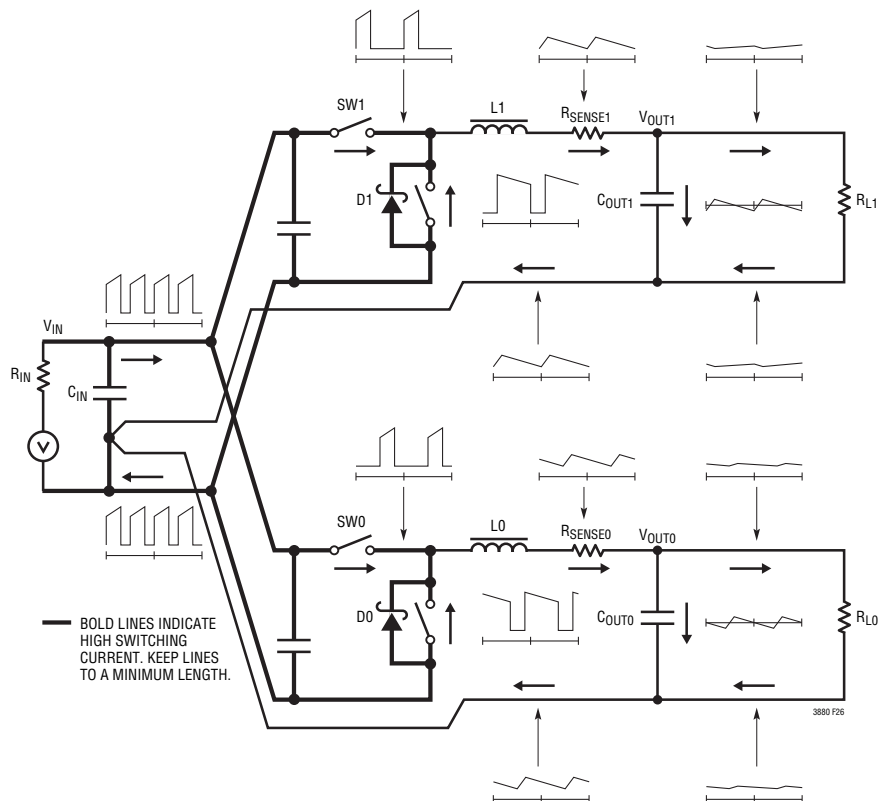 SW1
L1
RSENSE1
VOUT1
D1
COUT1
RL1
VIN
RIN
CIN
V
SW0
L0
RSENSE0
VOUT0
D0
COUT0
RL0
BOLD LINES INDICATE
HIGH SWITCHING
CURRENT. KEEP LINES
TO A MINIMUM LENGTH.
3880 F26